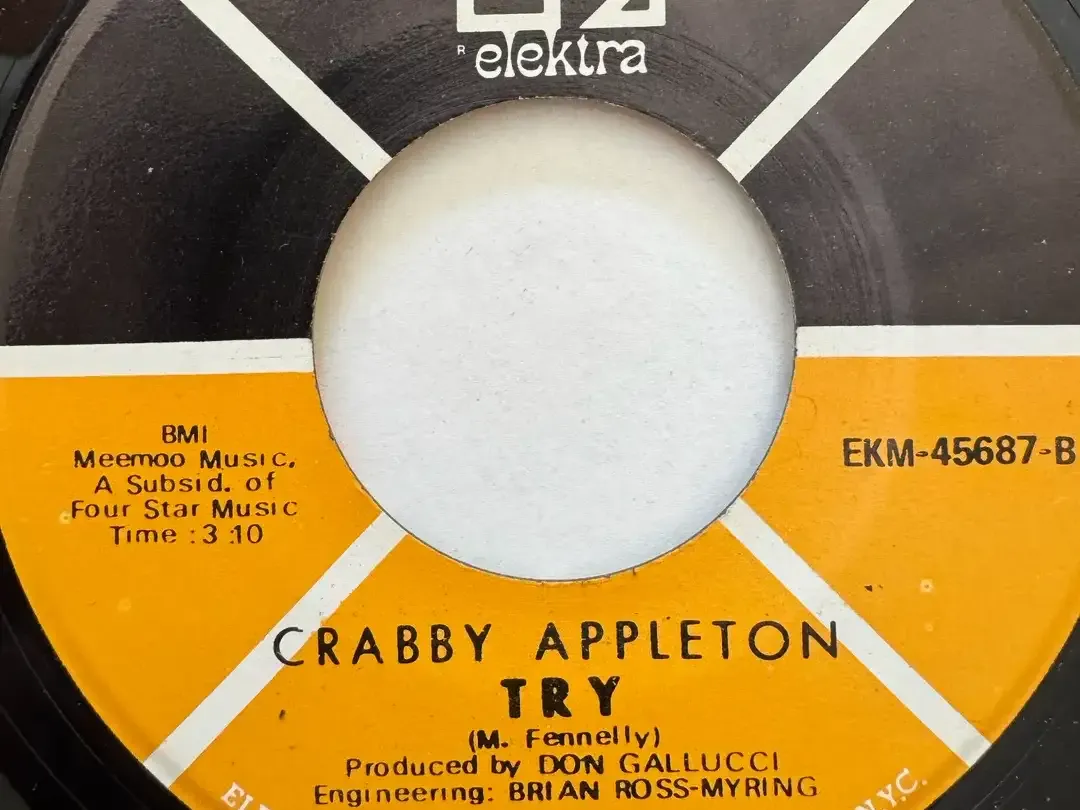 R elektra
BMI
Meemoo Music,
A Subsid. of
Four Star Music
Time :3:10
EKM-45687-B
CRABBY APPLETON
TRY
(M. Fennelly)
Produced by DON GALLUCCI
Engineering: BRIAN ROSS-MYRING